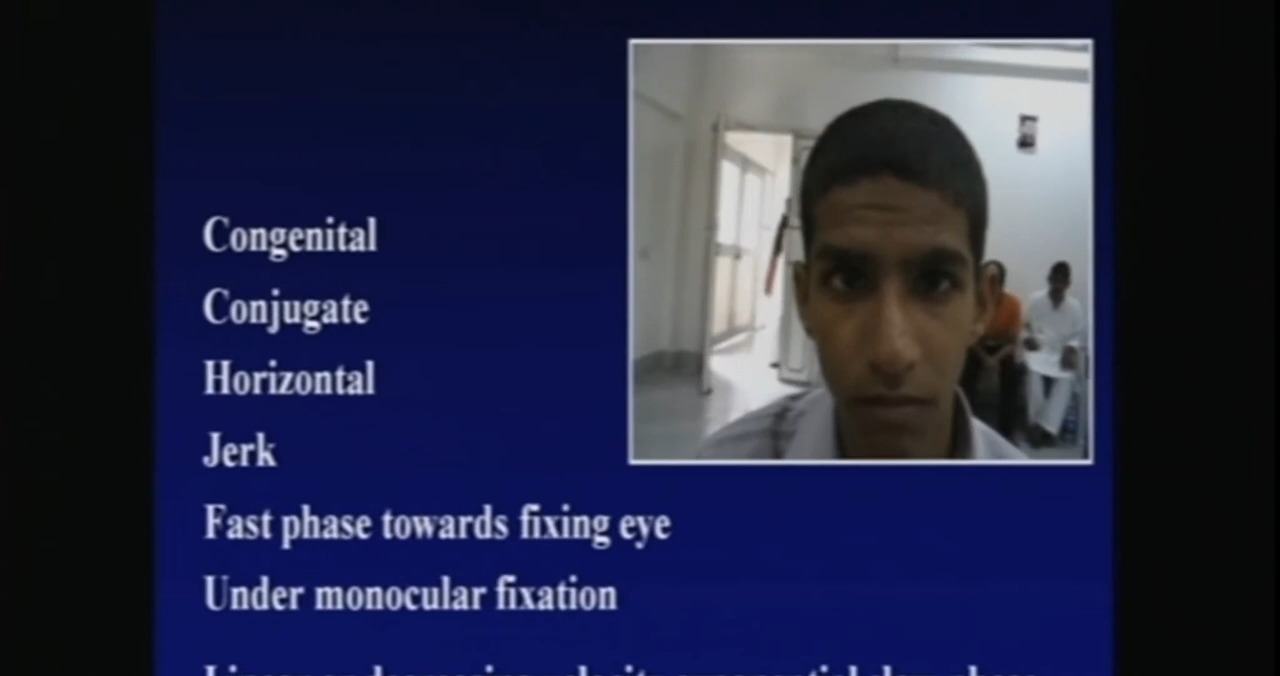 Congenital
Conjugate
Horizontal
Jerk
Fast phase towards fixing eye
Under monocular fixation